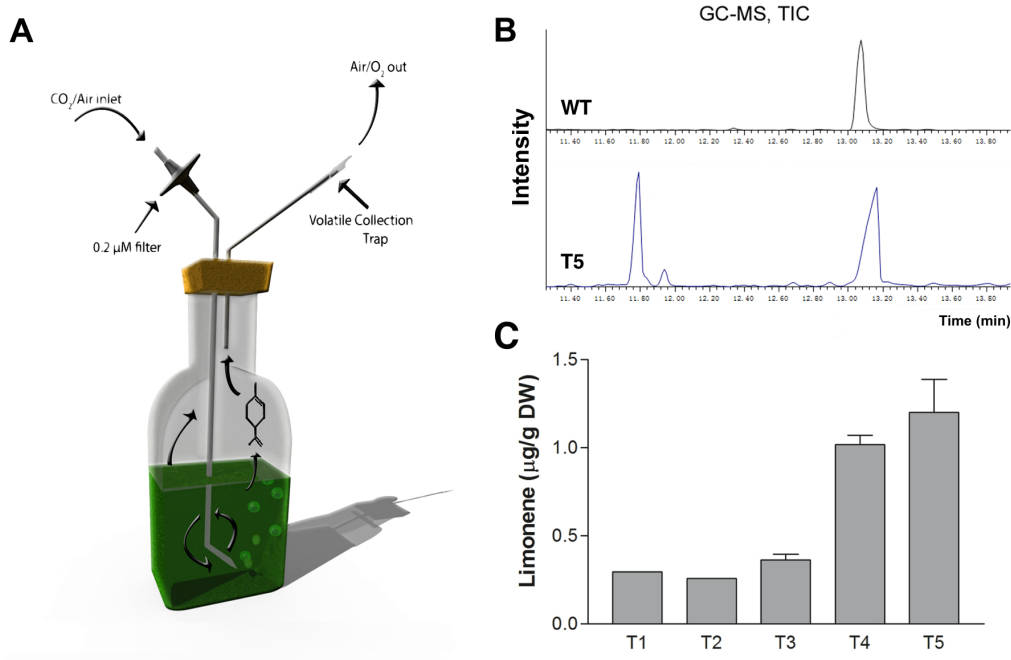 A
CO2/Air inlet
Air/O2 out
0.2 µM filter
Volatile Collection
Trap
B
GC-MS, TIC
Intensity
WT
11.40 11.60 11.80 12.00 12.20 12.40 12.60 12.80 13.00 13.20 13.40 13.60 13.80
T5
11.40 11.60 11.80 12.00 12.20 12.40 12.60 12.80 13.00 13.20 13.40 13.60 13.80
Time (min)
C
Limonene (µg/g DW)
1.5
1.0
0.5
0.0
T1 T2 T3 T4 T5